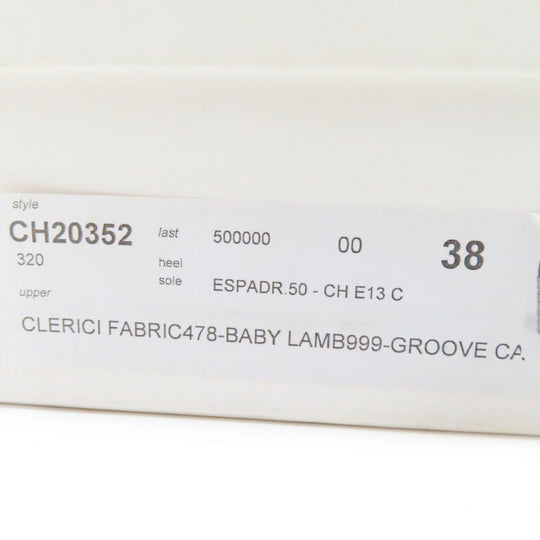 style
CH20352 last 500000 00 38
320 heel
sole ESPADR.50 - CH E13 C
upper
CLERICI FABRIC478-BABY LAMB999-GROOVE CA